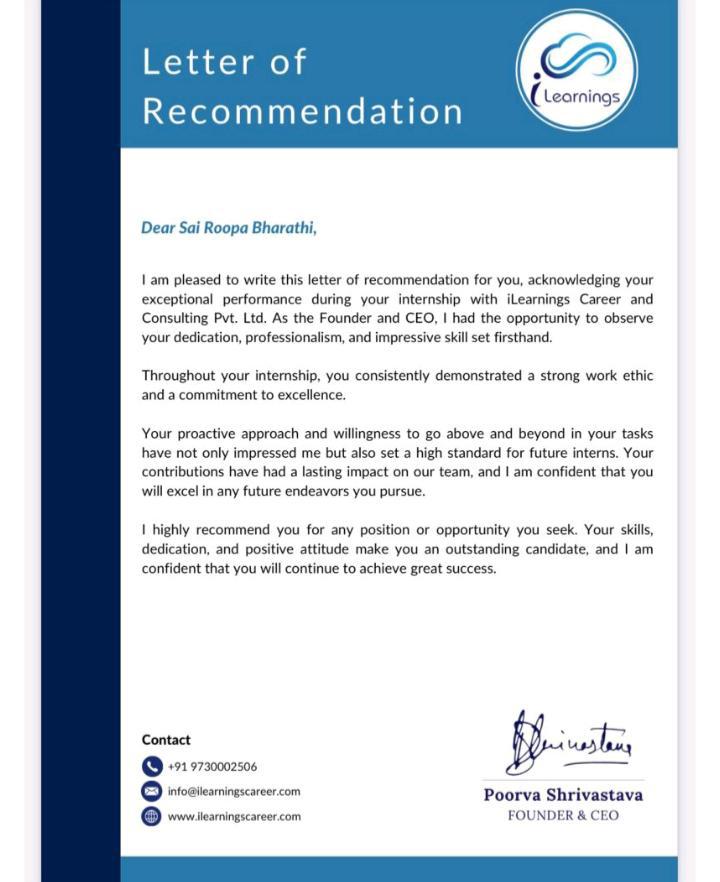 Letter of
Recommendation
iLearnings
Dear Sai Roopa Bharathi,
I am pleased to write this letter of recommendation for you, acknowledging your
exceptional performance during your internship with iLearnings Career and
Consulting Pvt. Ltd. As the Founder and CEO, I had the opportunity to observe
your dedication, professionalism, and impressive skill set firsthand.
Throughout your internship, you consistently demonstrated a strong work ethic
and a commitment to excellence.
Your proactive approach and willingness to go above and beyond in your tasks
have not only impressed me but also set a high standard for future interns. Your
contributions have had a lasting impact on our team, and I am confident that you
will excel in any future endeavors you pursue.
I highly recommend you for any position or opportunity you seek. Your skills,
dedication, and positive attitude make you an outstanding candidate, and I am
confident that you will continue to achieve great success.
Contact
+91 9730002506
info@ilearningscareer.com
www.ilearningscareer.com
Poorva Shrivastava
FOUNDER & CEO